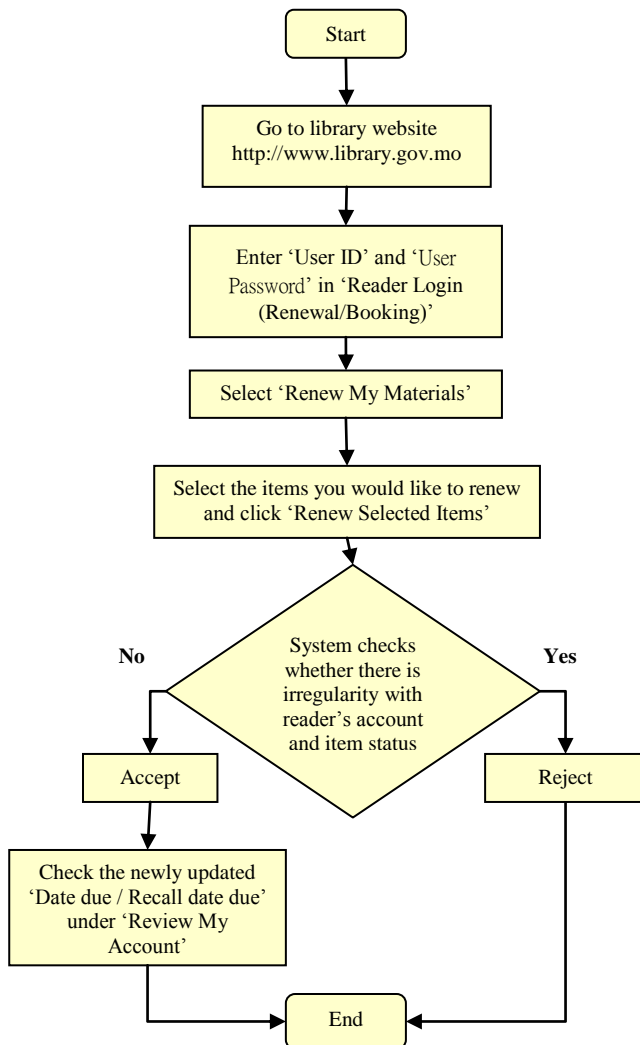 Start
Go to library website
http://www.library.gov.mo
Enter ‘User ID’ and ‘User
Password’ in ‘Reader Login
(Renewal/Booking)’
Select ‘Renew My Materials’
Select the items you would like to renew
and click ‘Renew Selected Items’
System checks
whether there is
irregularity with
reader’s account
and item status
No
Yes
Accept
Reject
Check the newly updated
‘Date due / Recall date due’
under ‘Review My
Account’
End